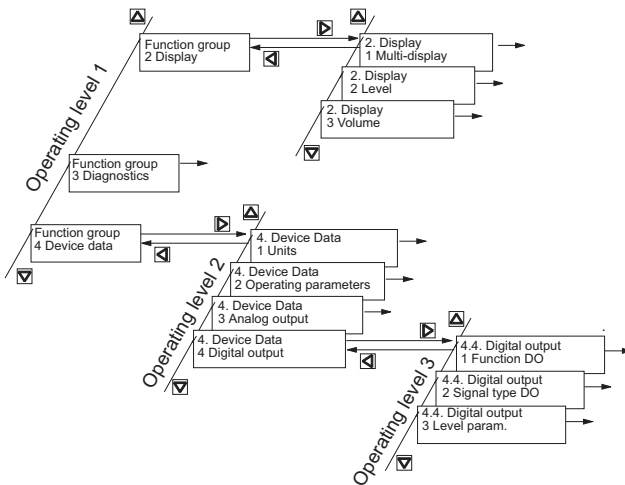 Operating level 1
Function group
2 Display
2. Display
1 Multi-display
2. Display
2 Level
2. Display
3 Volume
Function group
3 Diagnostics
Function group
4 Device data
Operating level 2
4. Device Data
1 Units
4. Device Data
2 Operating parameters
4. Device Data
3 Analog output
4. Device Data
4 Digital output
Operating level 3
4.4. Digital output
1 Function DO
4.4. Digital output
2 Signal type DO
4.4. Digital output
3 Level param.